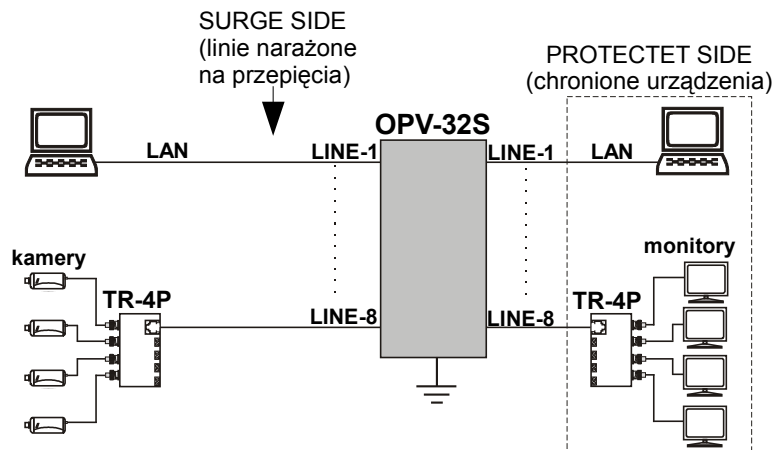 SURGE SIDE
(linie narażone
na przepięcia)
PROTECTET SIDE
(chronione urządzenia)
OPV-32S
LAN
LINE-1
LINE-1
LAN
kamery
monitory
TR-4P
TR-4P
LINE-8
LINE-8